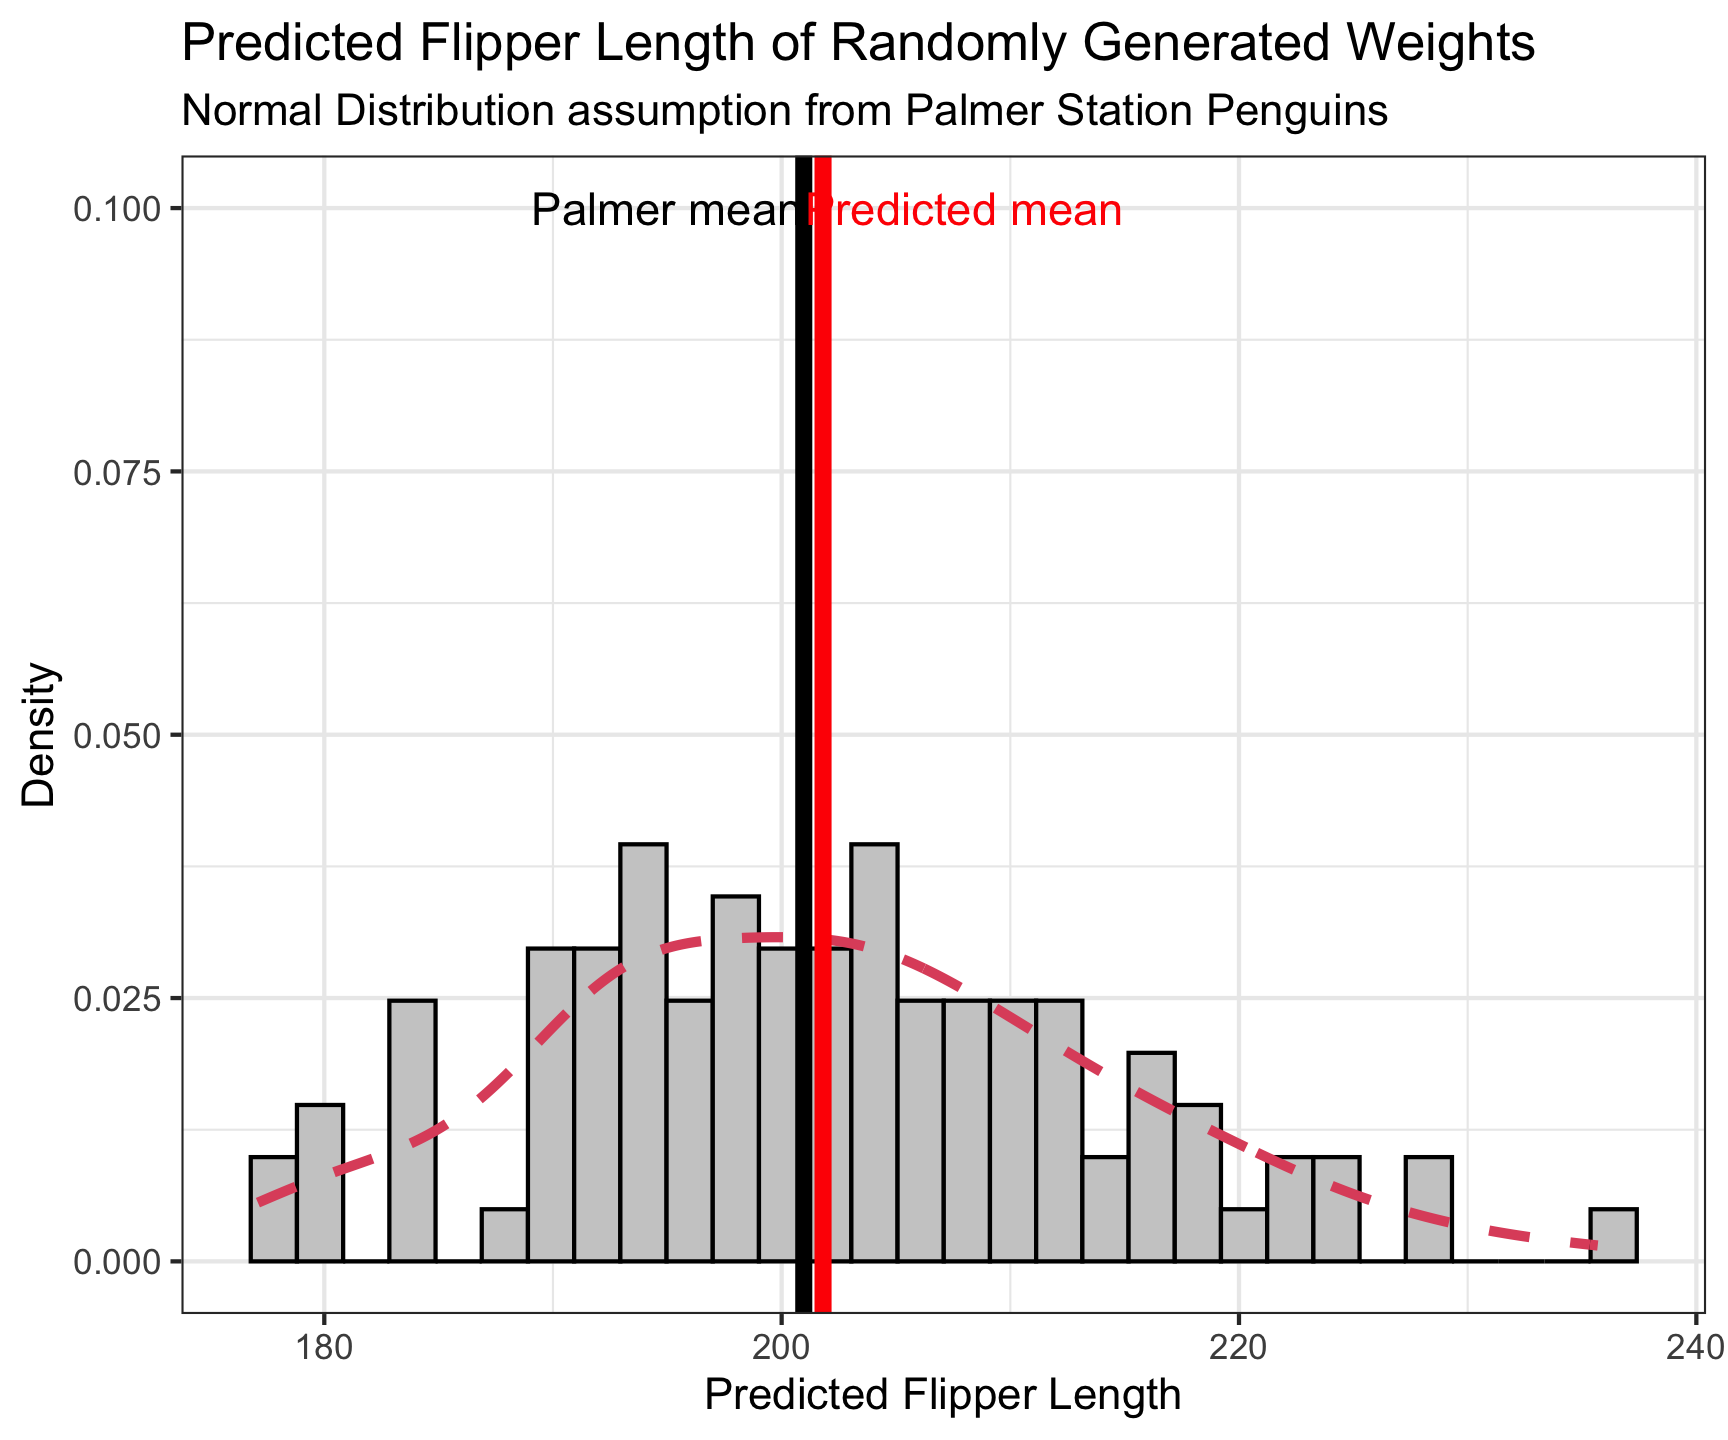 Predicted Flipper Length of Randomly Generated Weights
Normal Distribution assumption from Palmer Station Penguins
Palmer mean
Predicted mean
0.100
0.075
0.050
0.025
0.000
Density
180
200
220
240
Predicted Flipper Length